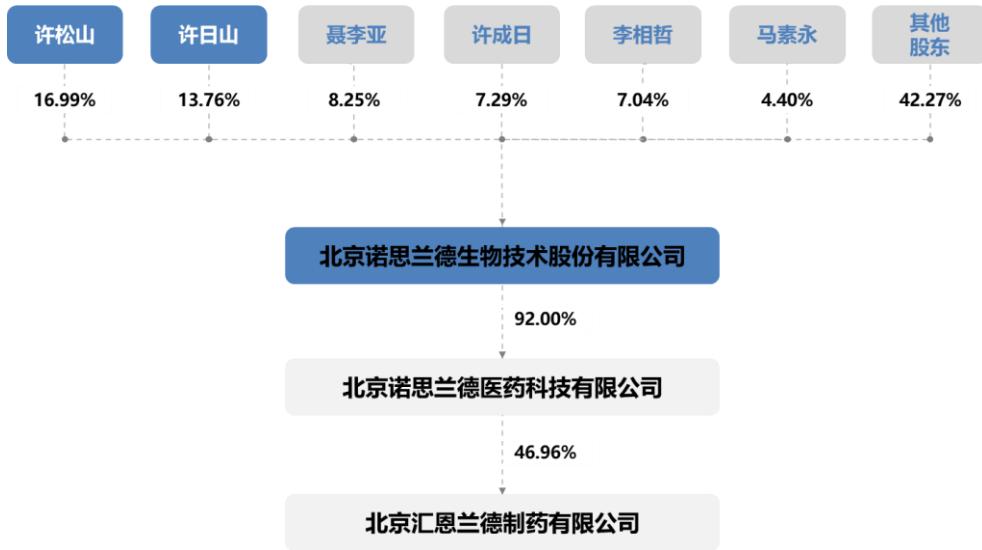 许松山
许日山
聂李亚
许成日
李相哲
马素永
其他
股东
16.99%
13.76%
8.25%
7.29%
7.04%
4.40%
42.27%
北京诺思兰德生物技术股份有限公司
92.00%
北京诺思兰德医药科技有限公司
46.96%
北京汇恩兰德制药有限公司